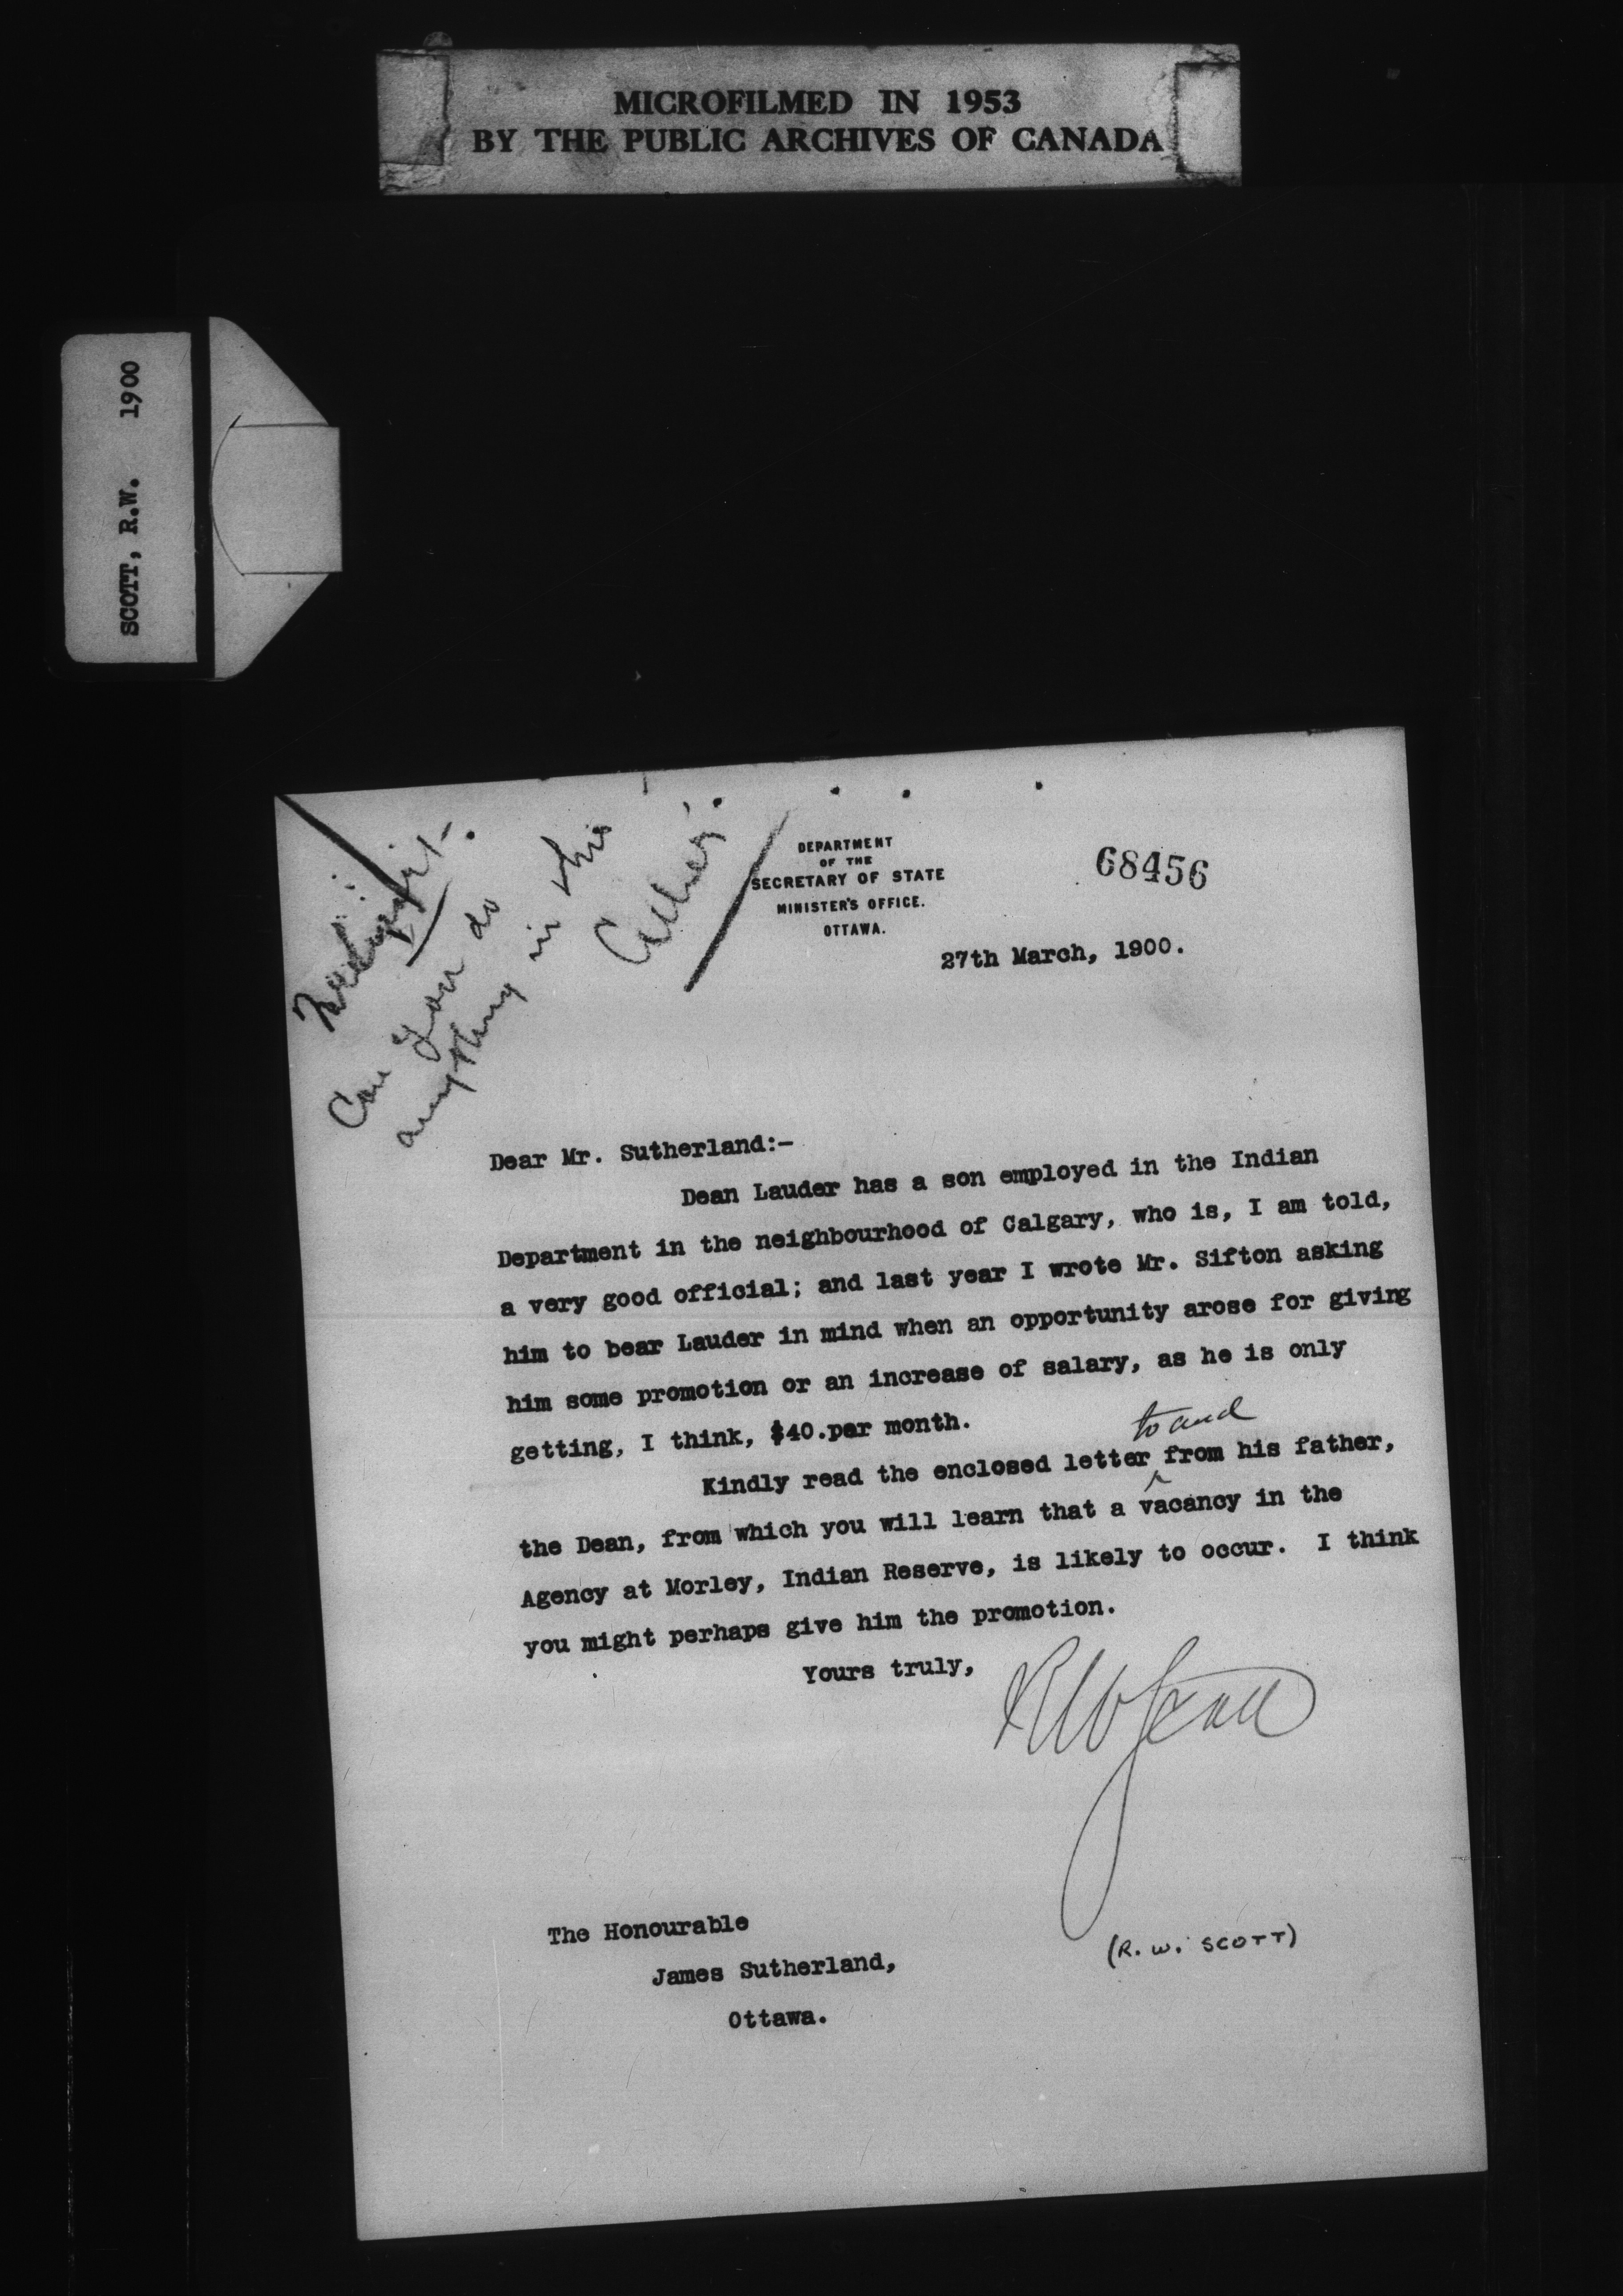 MICROFILMED IN 1953
BY THE PUBLIC ARCHIVES OF CANADA
SCOTT, R.W. 1900
Can you do
anything in this
DEPARTMENT
OF THE
SECRETARY OF STATE
MINISTER'S OFFICE.
OTTAWA.
68456
27th March, 1900.
Dear Mr. Sutherland:-
Dean Lauder has a son employed in the Indian
Department in the neighbourhood of Calgary, who is, I am told,
a very good official; and last year I wrote Mr. Sifton asking
him to bear Lauder in mind when an opportunity arose for giving
him some promotion or an increase of salary, as he is only
getting, I think, $40.per month.
to and
Kindly read the enclosed letter ^ from his father,
the Dean, from which you will learn that a vacancy in the
Agency at Morley, Indian Reserve, is likely to occur. I think
you might perhaps give him the promotion.
Yours truly,
RWScott
The Honourable
James Sutherland,
Ottawa.
(R. W. SCOTT)